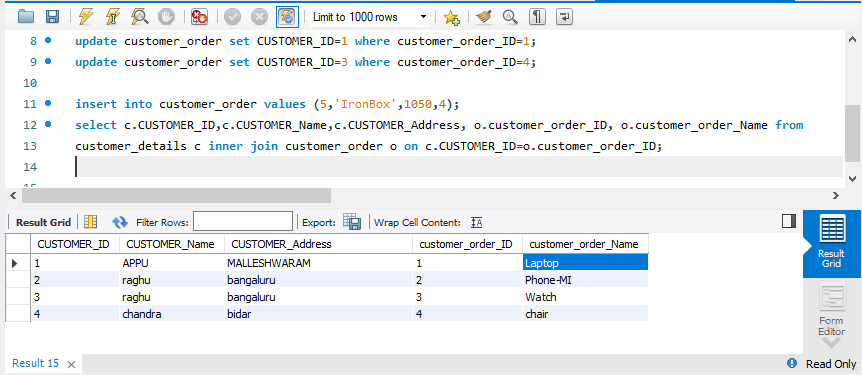 Limit to 1000 rows
8 update customer_order set CUSTOMER_ID=1 where customer_order_ID=1;
9 update customer_order set CUSTOMER_ID=3 where customer_order_ID=4;
10
11 insert into customer_order values (5,'IronBox',1050,4);
12 select c.CUSTOMER_ID,c.CUSTOMER_Name,c.CUSTOMER_Address, o.customer_order_ID, o.customer_order_Name from
13 customer_details c inner join customer_order o on c.CUSTOMER_ID=o.customer_order_ID;
14
Result Grid Filter Rows: Export: Wrap Cell Content:
CUSTOMER_ID CUSTOMER_Name CUSTOMER_Address customer_order_ID customer_order_Name
1 APPU MALLESHWARAM 1 Laptop
2 raghu bangaluru 2 Phone-MI
3 raghu bangaluru 3 Watch
4 chandra bidar 4 chair
Result
Grid
Form
Editor
Result 15 Read Only